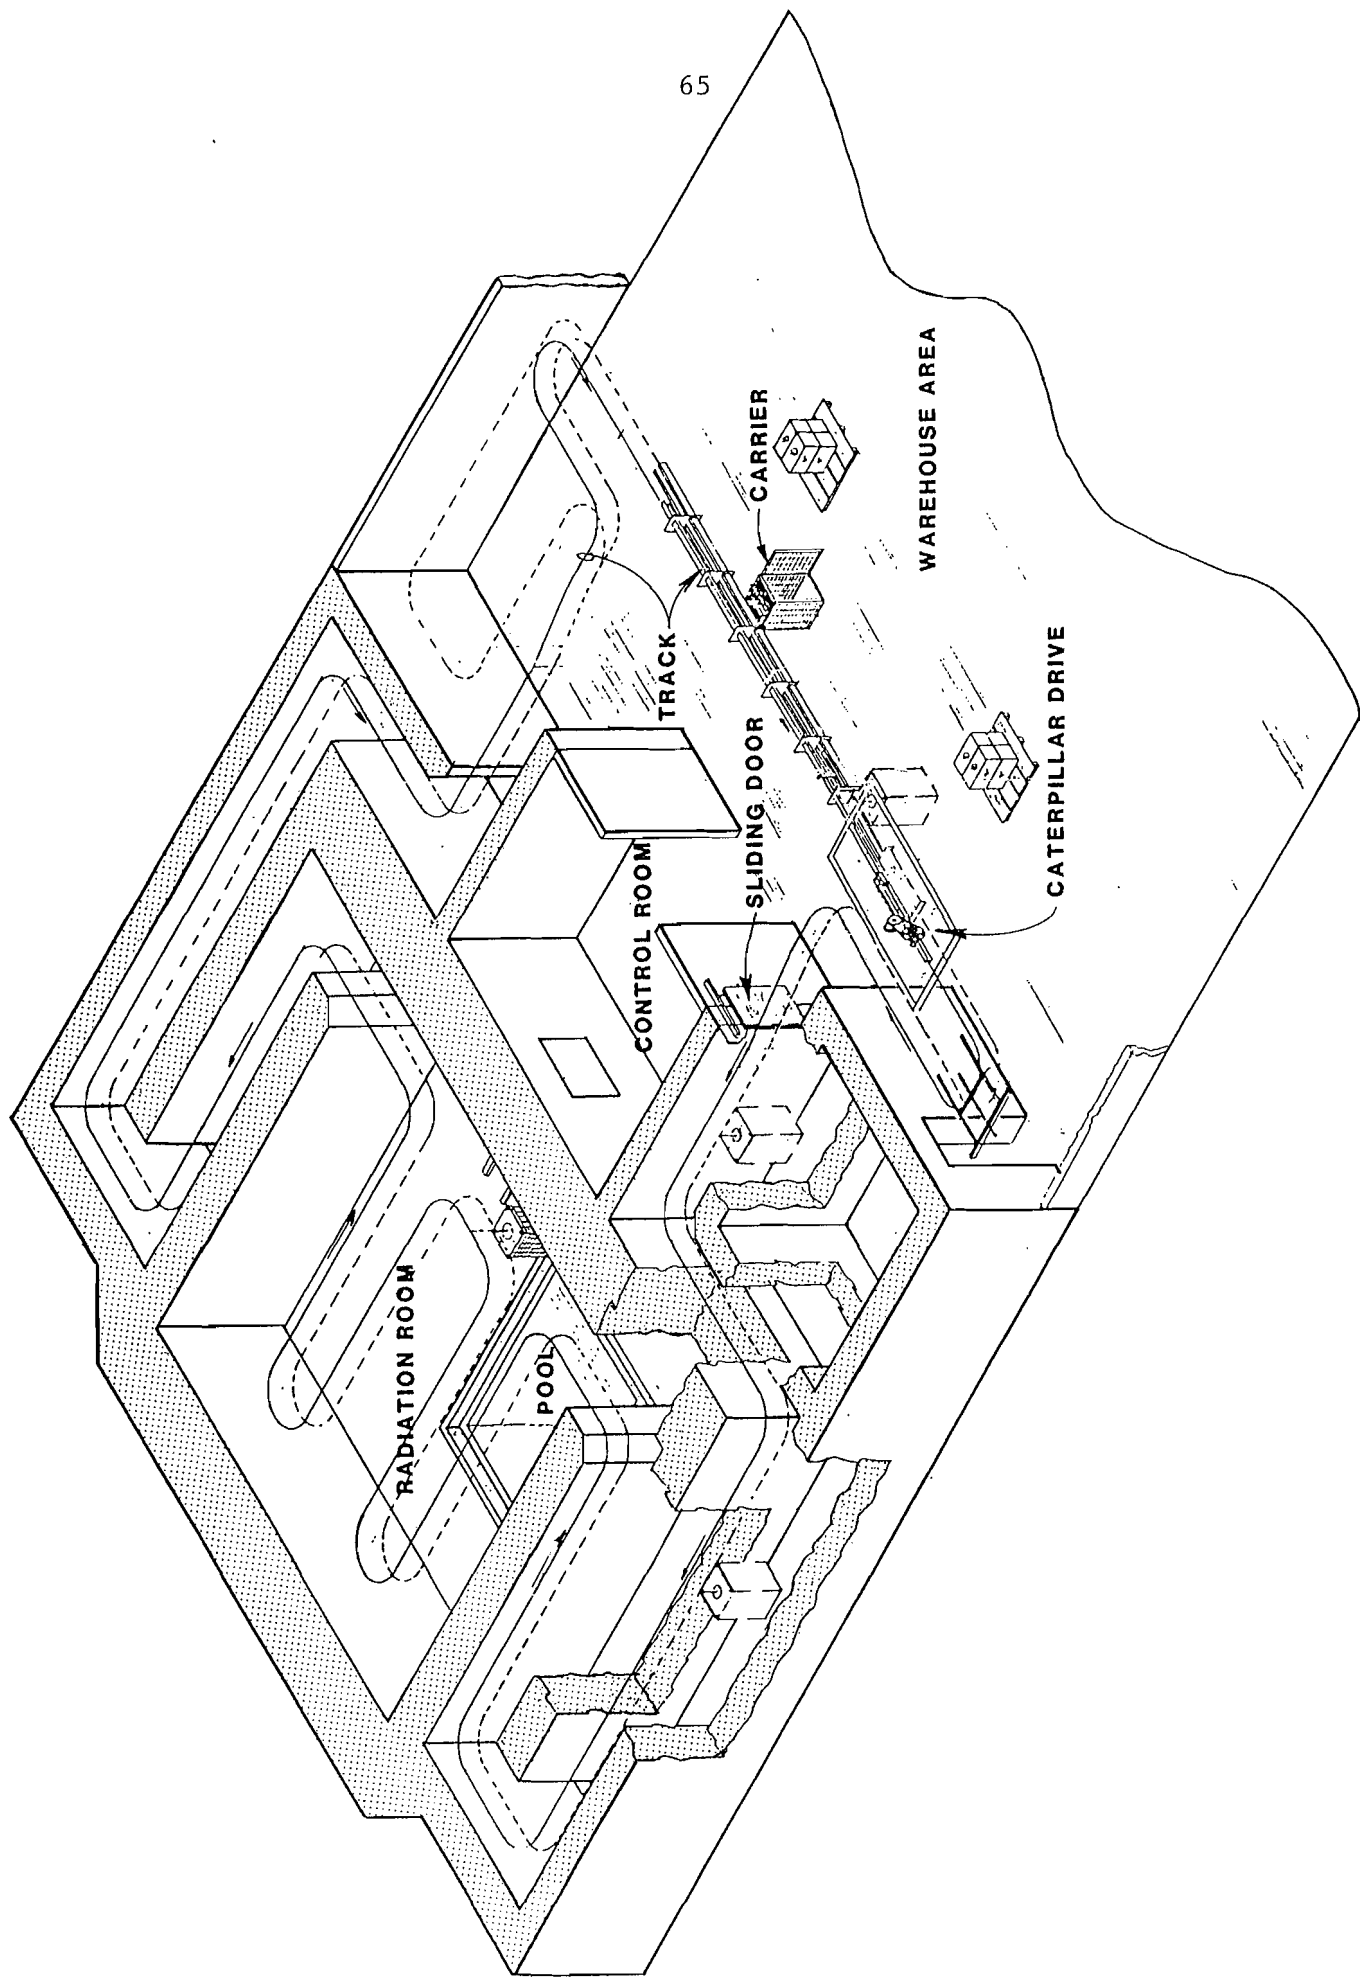 65
RADIATION ROOM
POOL
CONTROL ROOM
SLIDING DOOR
TRACK
CARRIER
WAREHOUSE AREA
CATERPILLAR DRIVE